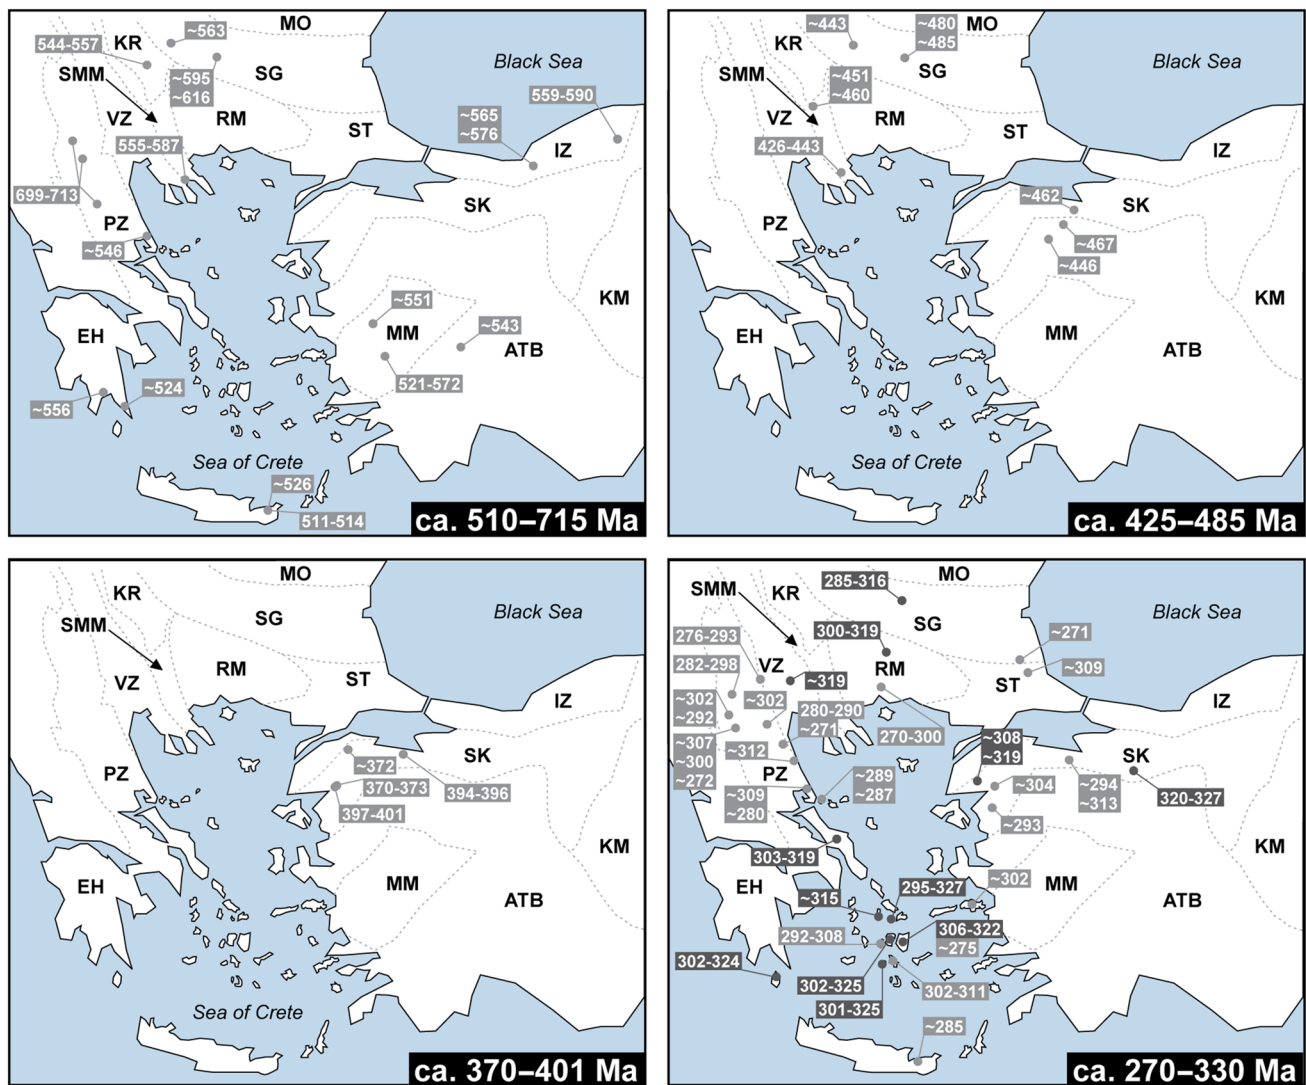 MO
~563
KR
544-557
Black Sea
SMM
SG
~595
~616
559-590
VZ
RM
~565
~576
ST
555-587
IZ
699-713
SK
PZ
~546
~551
KM
EH
MM
~543
ATB
521-572
~524
~556
Sea of Crete
~526
511-514
ca. 510–715 Ma
~443
~480
~485
MO
KR
Black Sea
SMM
SG
~451
~460
VZ
RM
ST
426-443
IZ
~462
SK
PZ
~467
~446
KM
EH
MM
ATB
Sea of Crete
ca. 425–485 Ma
MO
KR
Black Sea
SG
SMM
RM
VZ
ST
IZ
SK
~372
PZ
370-373
394-396
397-401
KM
EH
MM
ATB
Sea of Crete
ca. 370–401 Ma
MO
285-316
SMM
KR
Black Sea
SG
276-293
300-319
~271
282-298
VZ
RM
~309
~319
ST
~302
~292
~302
280-290
~271
IZ
270-300
~307
~300
~272
~312
~308
~319
SK
PZ
~289
~287
~304
~294
~313
320-327
~309
~280
~293
KM
303-319
EH
295-327
~302
MM
~315
ATB
306-322
~275
292-308
302-324
302-325
302-311
301-325
~285
ca. 270–330 Ma